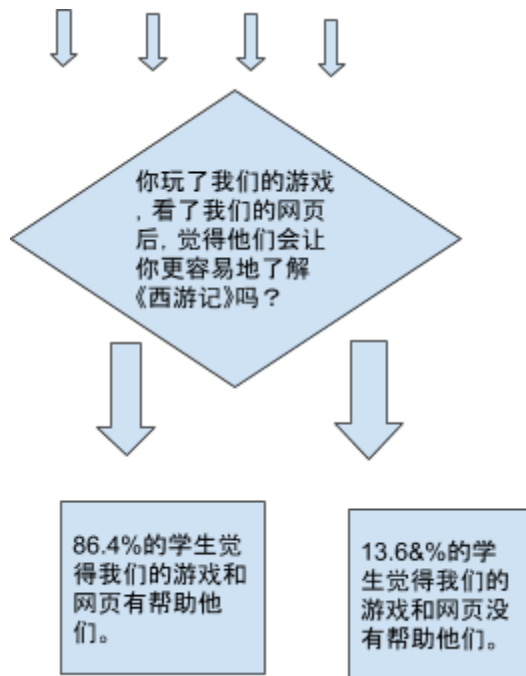 你玩了我们的游戏
，看了我们的网页
后，觉得他们会让
你更容易地了解
《西游记》吗？
86.4%的学生觉
得我们的游戏和
网页有帮助他
们。
13.6&%的学
生觉得我们的
游戏和网页没
有帮助他们。